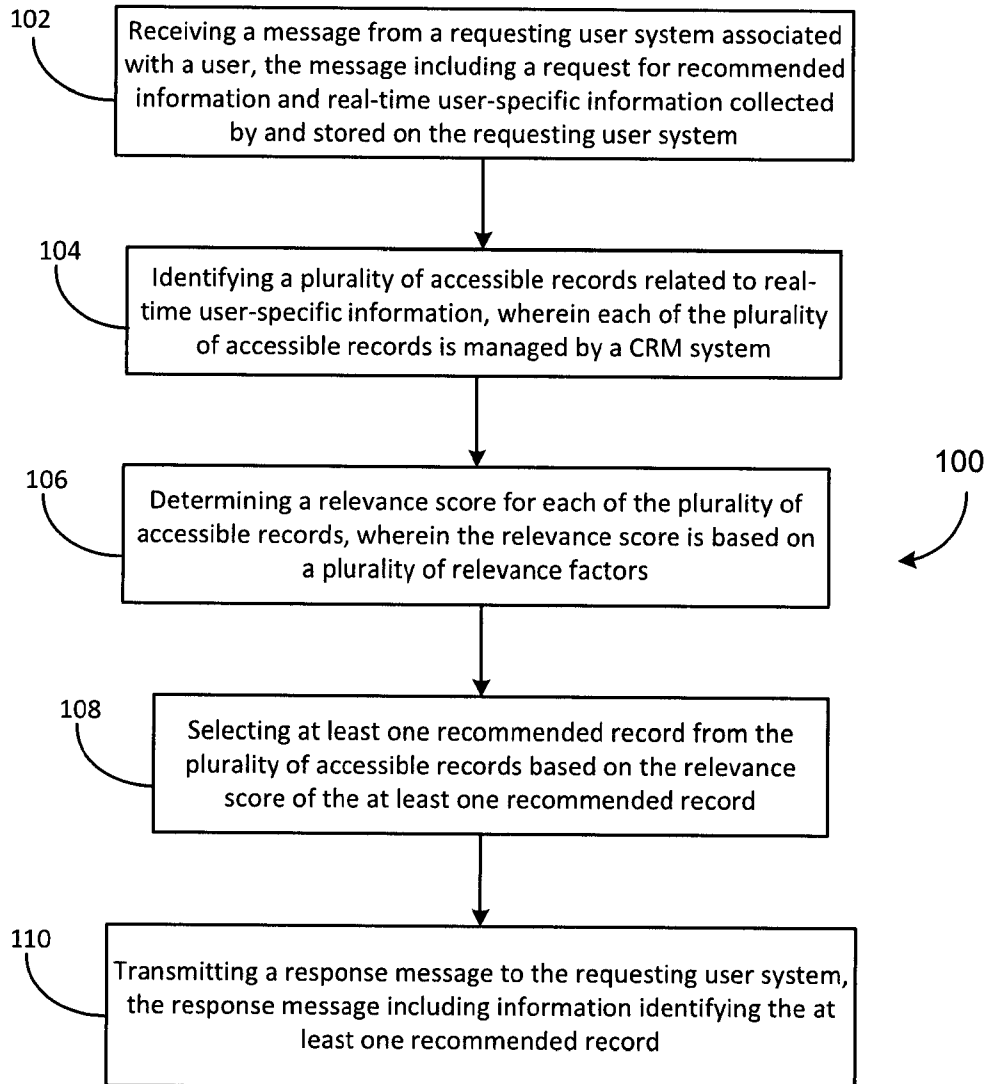 102
Receiving a message from a requesting user system associated
with a user, the message including a request for recommended
information and real-time user-specific information collected
by and stored on the requesting user system
104
Identifying a plurality of accessible records related to real-
time user-specific information, wherein each of the plurality
of accessible records is managed by a CRM system
106
Determining a relevance score for each of the plurality of
accessible records, wherein the relevance score is based on
a plurality of relevance factors
100
108
Selecting at least one recommended record from the
plurality of accessible records based on the relevance
score of the at least one recommended record
110
Transmitting a response message to the requesting user system,
the response message including information identifying the at
least one recommended record